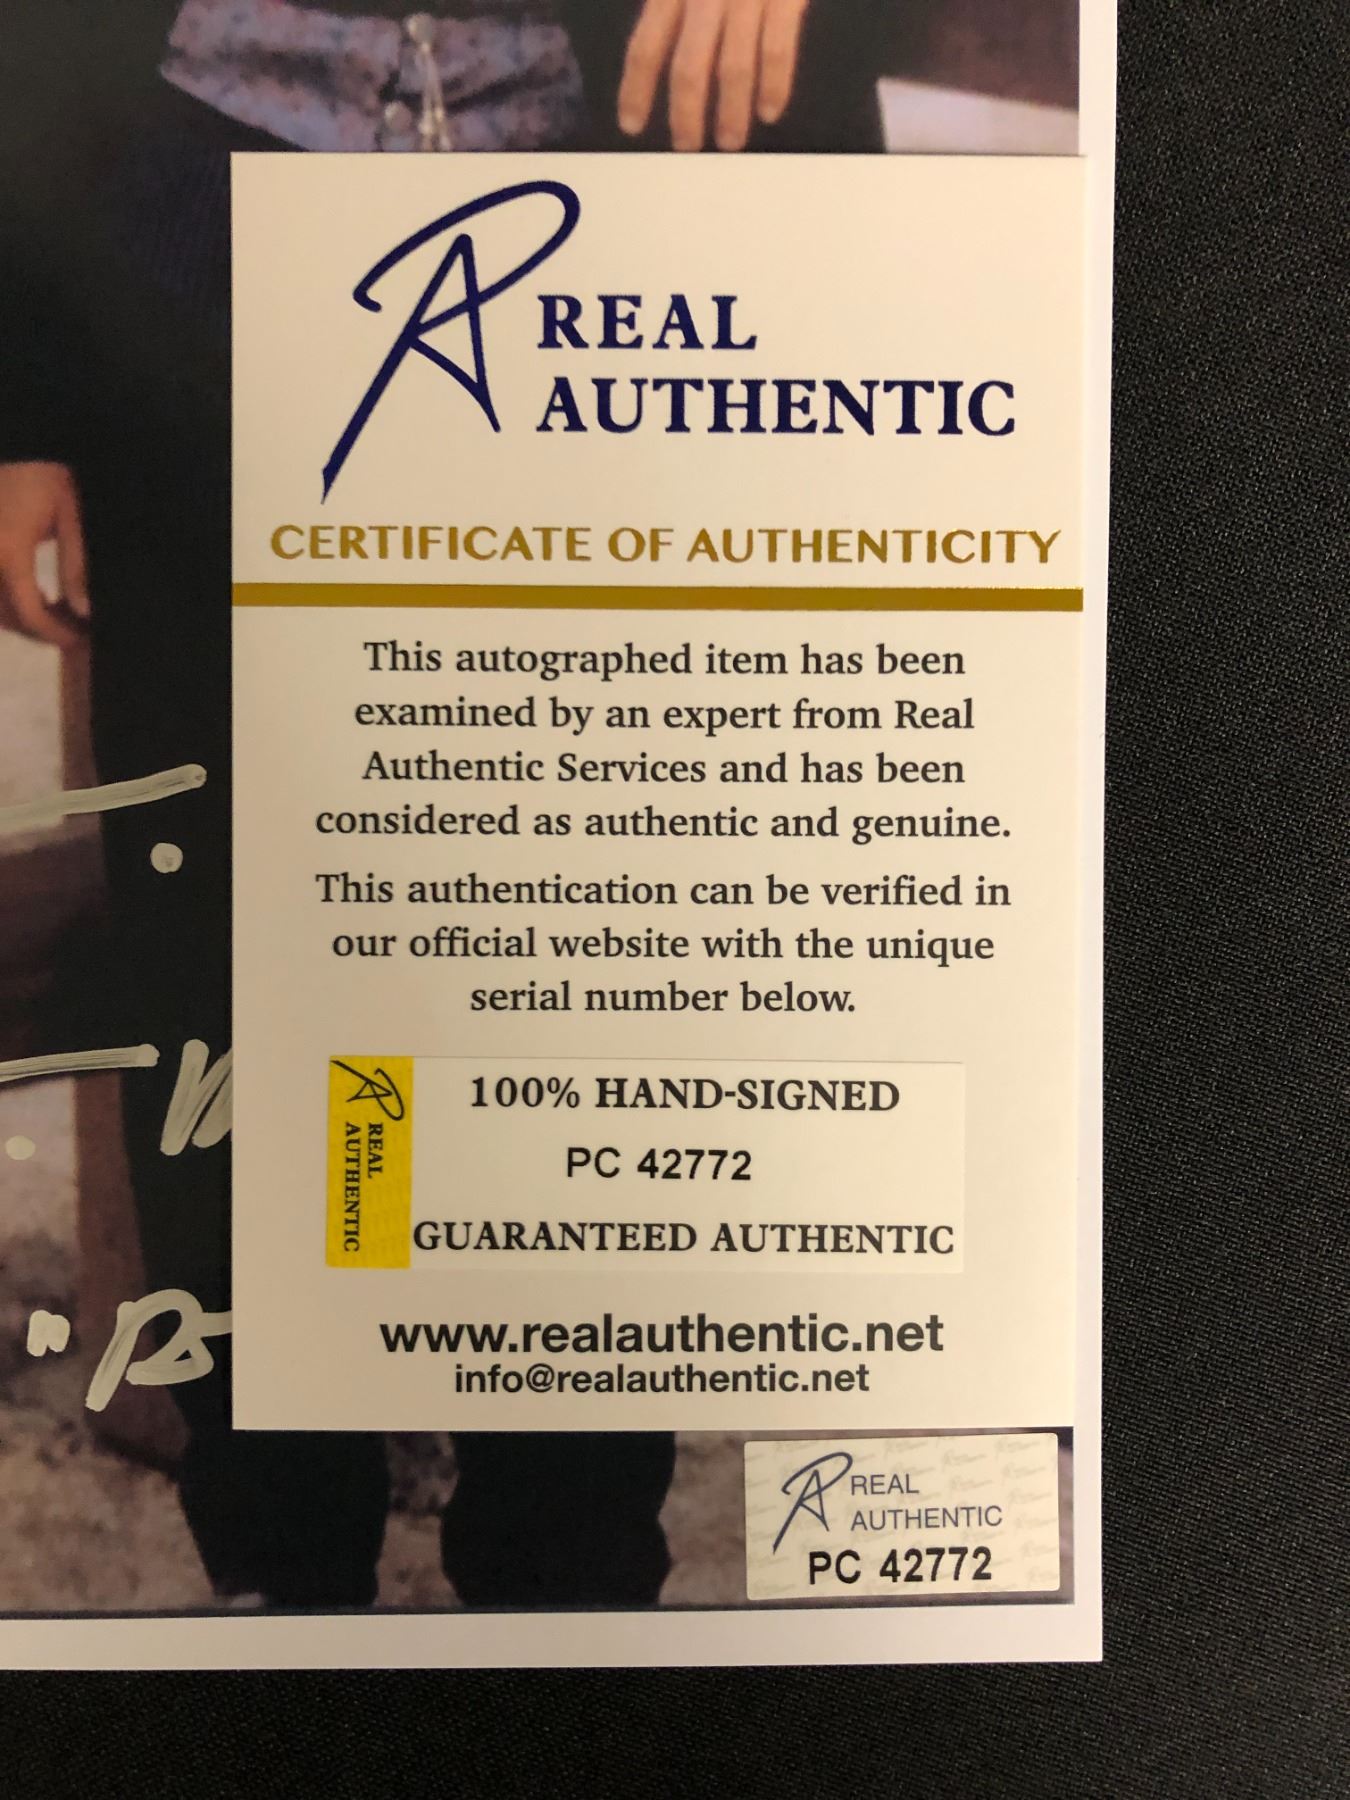 REAL
AUTHENTIC
CERTIFICATE OF AUTHENTICITY
This autographed item has been
examined by an expert from Real
Authentic Services and has been
considered as authentic and genuine.
This authentication can be verified in
our official website with the unique
serial number below.
REAL
AUTHENTIC
100% HAND-SIGNED
PC 42772
GUARANTEED AUTHENTIC
www.realauthentic.net
info@realauthentic.net
REAL
AUTHENTIC
PC 42772